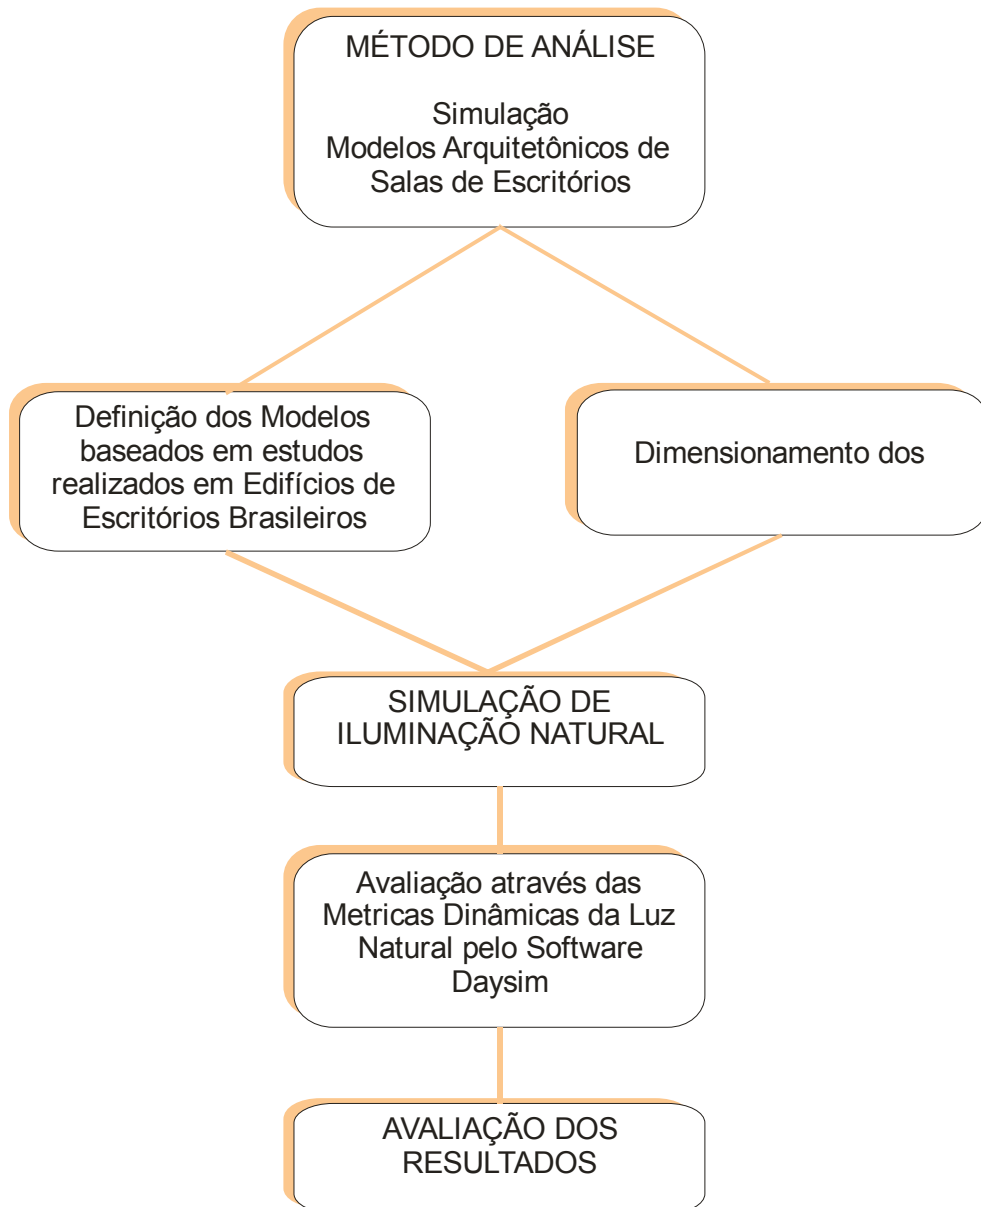 MÉTODO DE ANÁLISE
Simulação
Modelos Arquitetônicos de
Salas de Escritórios
Definição dos Modelos
baseados em estudos
realizados em Edifícios de
Escritórios Brasileiros
Dimensionamento dos
SIMULAÇÃO DE
ILUMINAÇÃO NATURAL
Avaliação através das
Metricas Dinâmicas da Luz
Natural pelo Software
Daysim
AVALIAÇÃO DOS
RESULTADOS